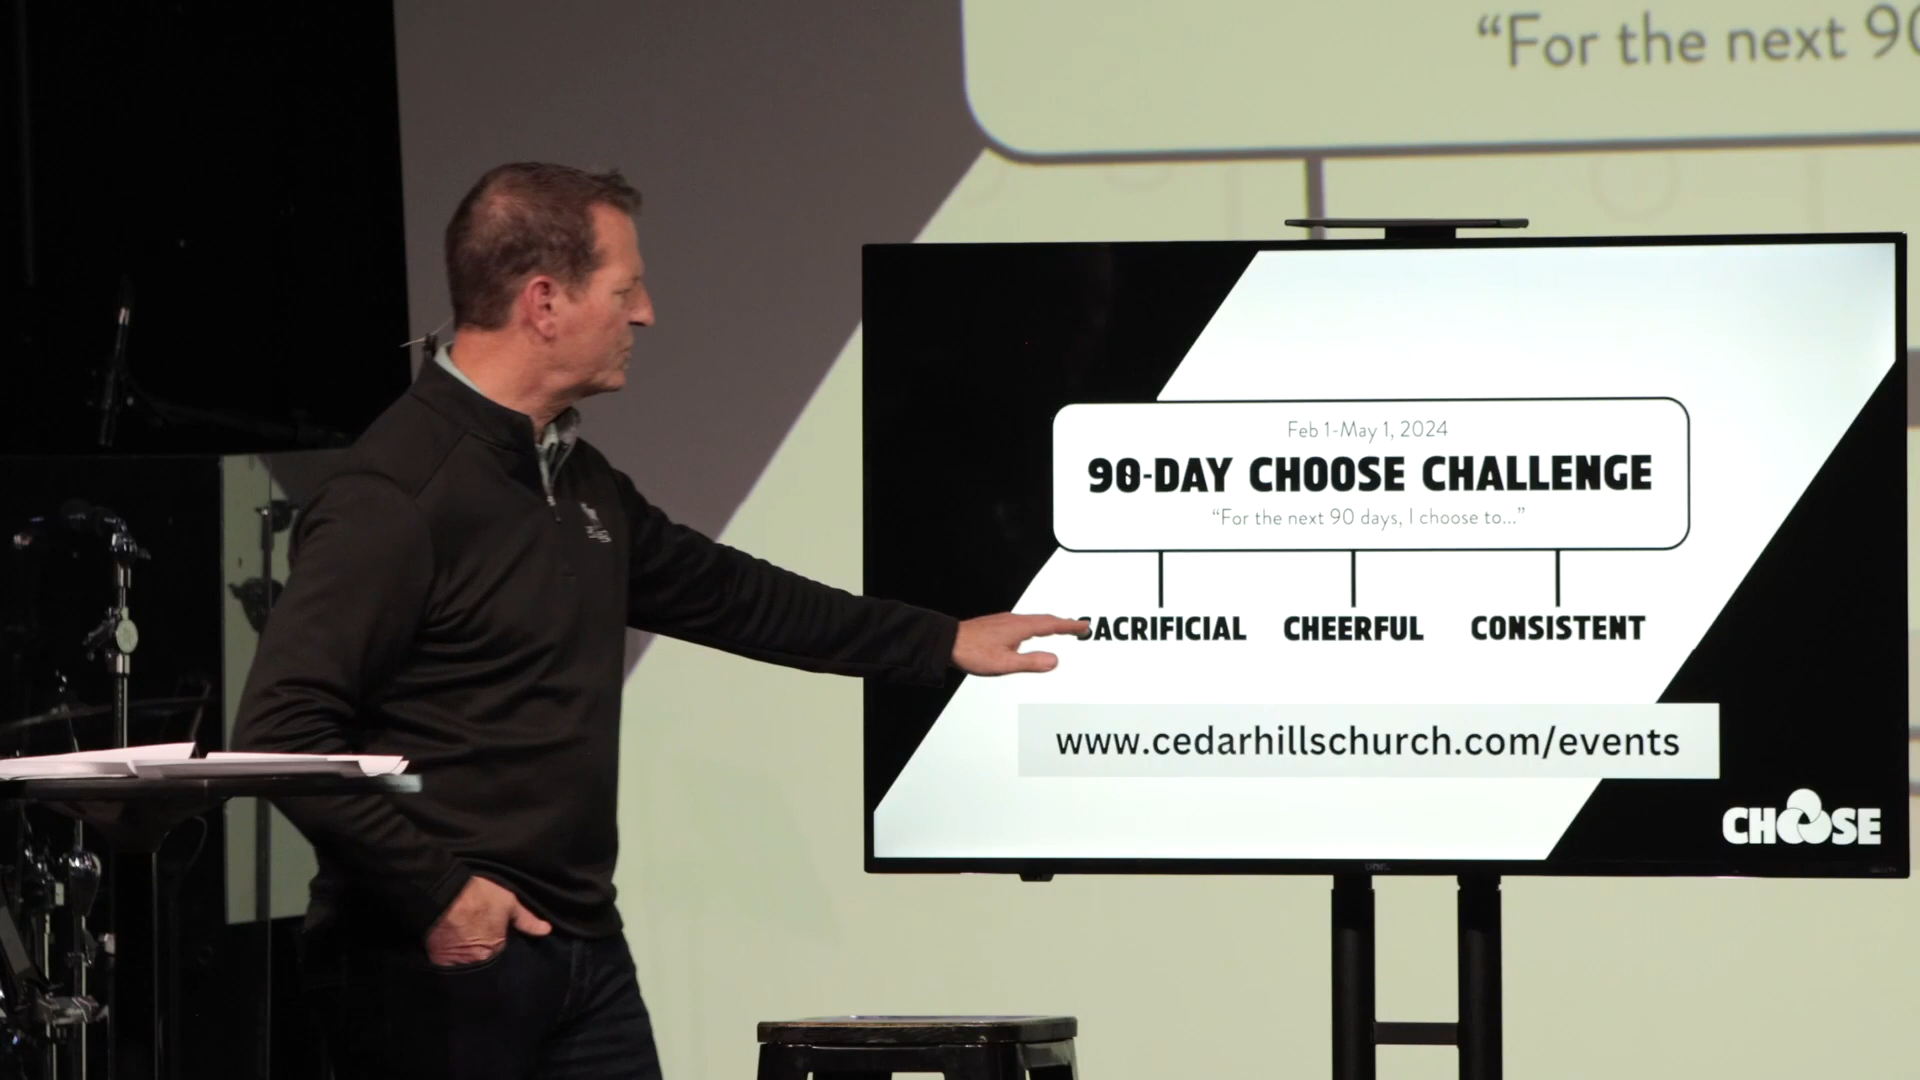 “For the next 90
Feb 1-May 1, 2024
90-DAY CHOOSE CHALLENGE
“For the next 90 days, I choose to...”
SACRIFICIAL CHEERFUL CONSISTENT
www.cedarhillschurch.com/events
CHOOSE